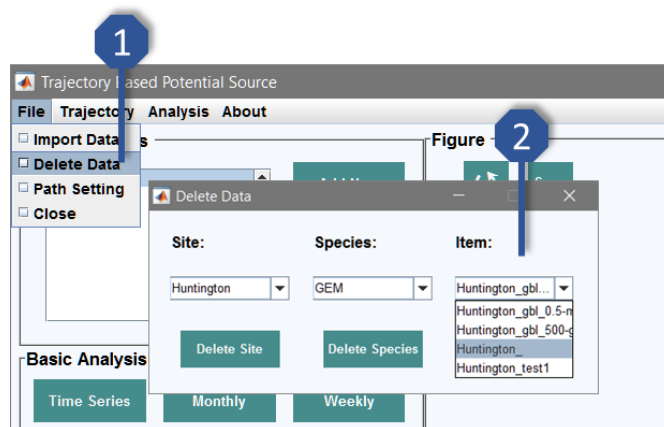 1
Trajectory Based Potential Source
File Trajectory Analysis About
Import Data
Delete Data
Path Setting
Close
Figure
2
Delete Data
Site: Species: Item:
Huntington GEM Huntington_gbl...
Huntington_gbl_0.5-
Huntington_gbl_500-g
Huntington_
Huntington_test1
Delete Site Delete Species
Basic Analysis
Time Series Monthly Weekly